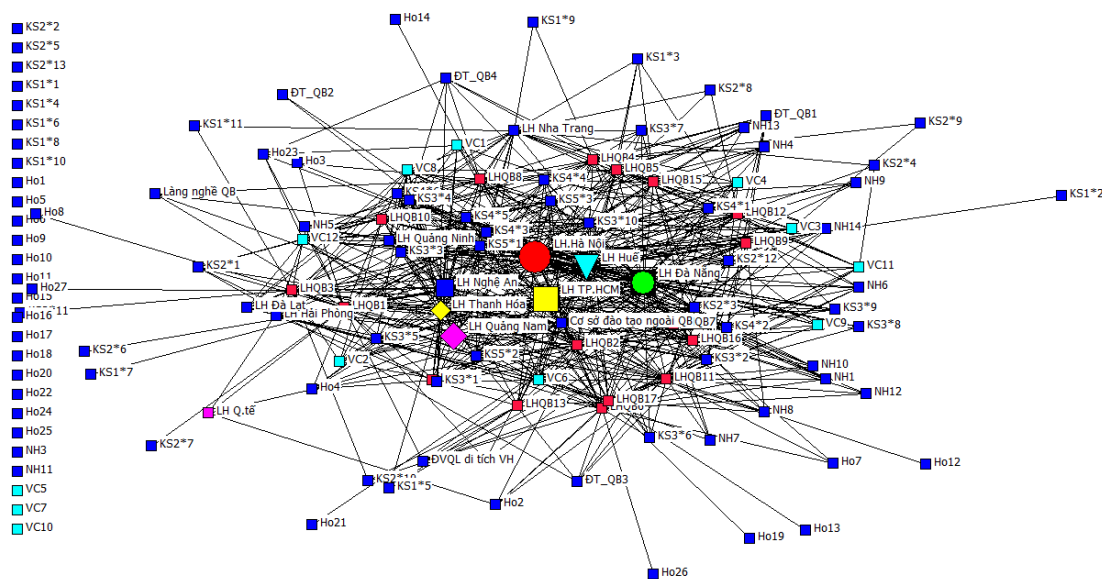 KS2*2
KS2*5
KS2*13
KS1*1
KS1*4
KS1*6
KS1*8
KS1*10
Ho1
Ho5
Ho8
Ho9
Ho10
Ho11
Ho27
Ho15
Ho16
Ho17
Ho18
Ho20
Ho22
Ho24
Ho25
NH3
NH11
VC5
VC7
VC10
Ho14
KS1*9
KS1*3
ĐT_QB4
KS2*8
ĐT_QB2
ĐT_QB1
KS1*11
LH Nha Trang
KS3*7
NH13
KS2*9
VC1
NH4
Ho23
Ho3
LHQB4
KS2*4
VC8
LHQB5
LHQB8
KS4*4
LHQB15
VC4
NH9
KS1*2
Làng nghề QB
KS3*4
KS5*3
KS4*1
LHQB12
LHQB10
KS4*5
KS3*10
NH5
KS4*3
VC3
NH14
VC12
LH Quảng Ninh
KS5*1
LH.Hà Nội
LHQB9
KS3*3
LH Huế
KS2*12
KS2*1
VC11
LH Nghệ An
LH Đà Nẵng
NH6
LHQB3
LH TP.HCM
LH Đà Lạt
LHQB1
LH Thanh Hóa
KS2*3
KS3*9
LH Hải Phòng
Cơ sở đào tạo ngoài QB
QB7
KS4*2
VC9
KS3*8
LH Quảng Nam
KS3*5
LHQB2
LHQB16
KS2*6
KS5*2
KS3*2
VC2
NH10
KS1*7
KS3*1
VC6
LHQB11
NH1
Ho4
NH12
LH Q.tế
LHQB13
LHQB17
NH8
KS2*7
KS3*6
NH7
ĐVQL di tích VH
Ho7
Ho12
KS1*5
ĐT_QB3
Ho2
Ho21
Ho13
Ho19
Ho26